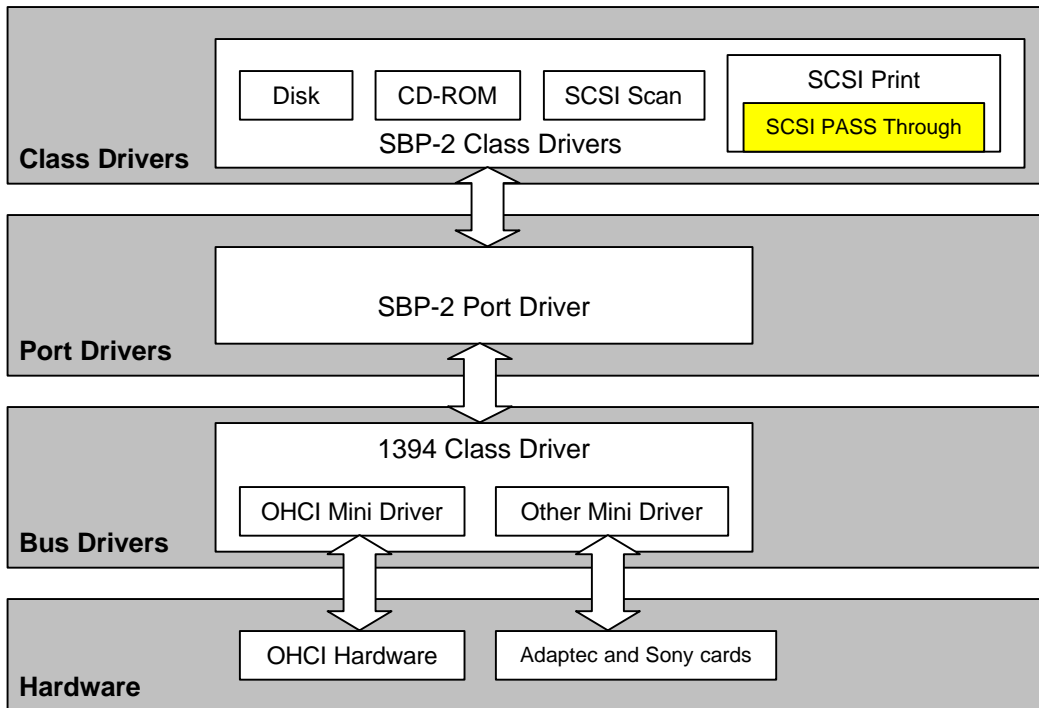 Disk
CD-ROM
SCSI Scan
SCSI Print
SCSI PASS Through
SBP-2 Class Drivers
Class Drivers
SBP-2 Port Driver
Port Drivers
1394 Class Driver
OHCI Mini Driver
Other Mini Driver
Bus Drivers
OHCI Hardware
Adaptec and Sony cards
Hardware